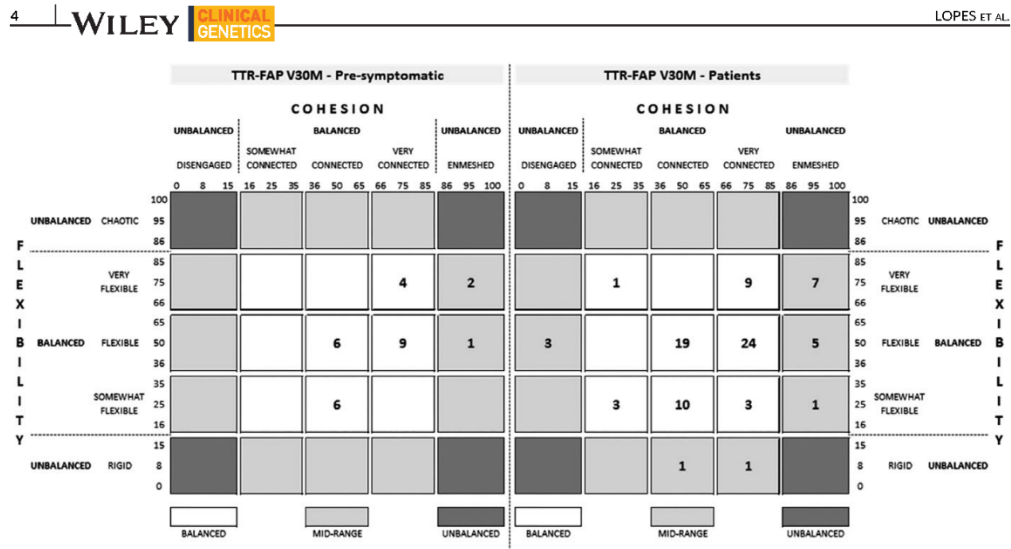 4 WILEY CLINICAL GENETICS LOPES ET AL.
TTR-FAP V30M - Pre-symptomatic TTR-FAP V30M - Patients
COHESION COHESION
UNBALANCED BALANCED UNBALANCED UNBALANCED BALANCED UNBALANCED
DISENGAGED SOMEWHAT CONNECTED CONNECTED VERY CONNECTED ENMESHED DISENGAGED SOMEWHAT CONNECTED CONNECTED VERY CONNECTED ENMESHED
0 8 15 16 25 35 36 50 65 66 75 85 86 95 100 0 8 15 16 25 35 36 50 65 66 75 85 86 95 100
100 100
UNBALANCED CHAOTIC 95 95 CHAOTIC UNBALANCED
86 86
FLEXIBILITY FLEXIBILITY
85 85
VERY FLEXIBLE 75 4 2 1 9 7 75 VERY FLEXIBLE
66 66
65 65
BALANCED FLEXIBLE 50 6 9 1 3 19 24 5 50 FLEXIBLE BALANCED
36 36
35 35
SOMEWHAT FLEXIBLE 25 6 3 10 3 1 25 SOMEWHAT FLEXIBLE
16 16
15 15
UNBALANCED RIGID 8 1 1 8 RIGID UNBALANCED
0 0
BALANCED MID-RANGE UNBALANCED BALANCED MID-RANGE UNBALANCED